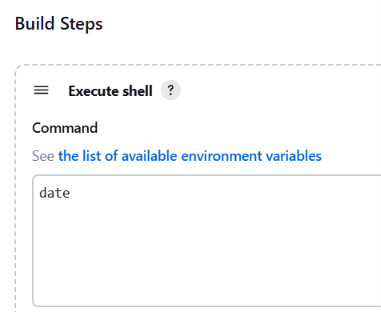 Build Steps
Execute shell ?
Command
See the list of available environment variables
date